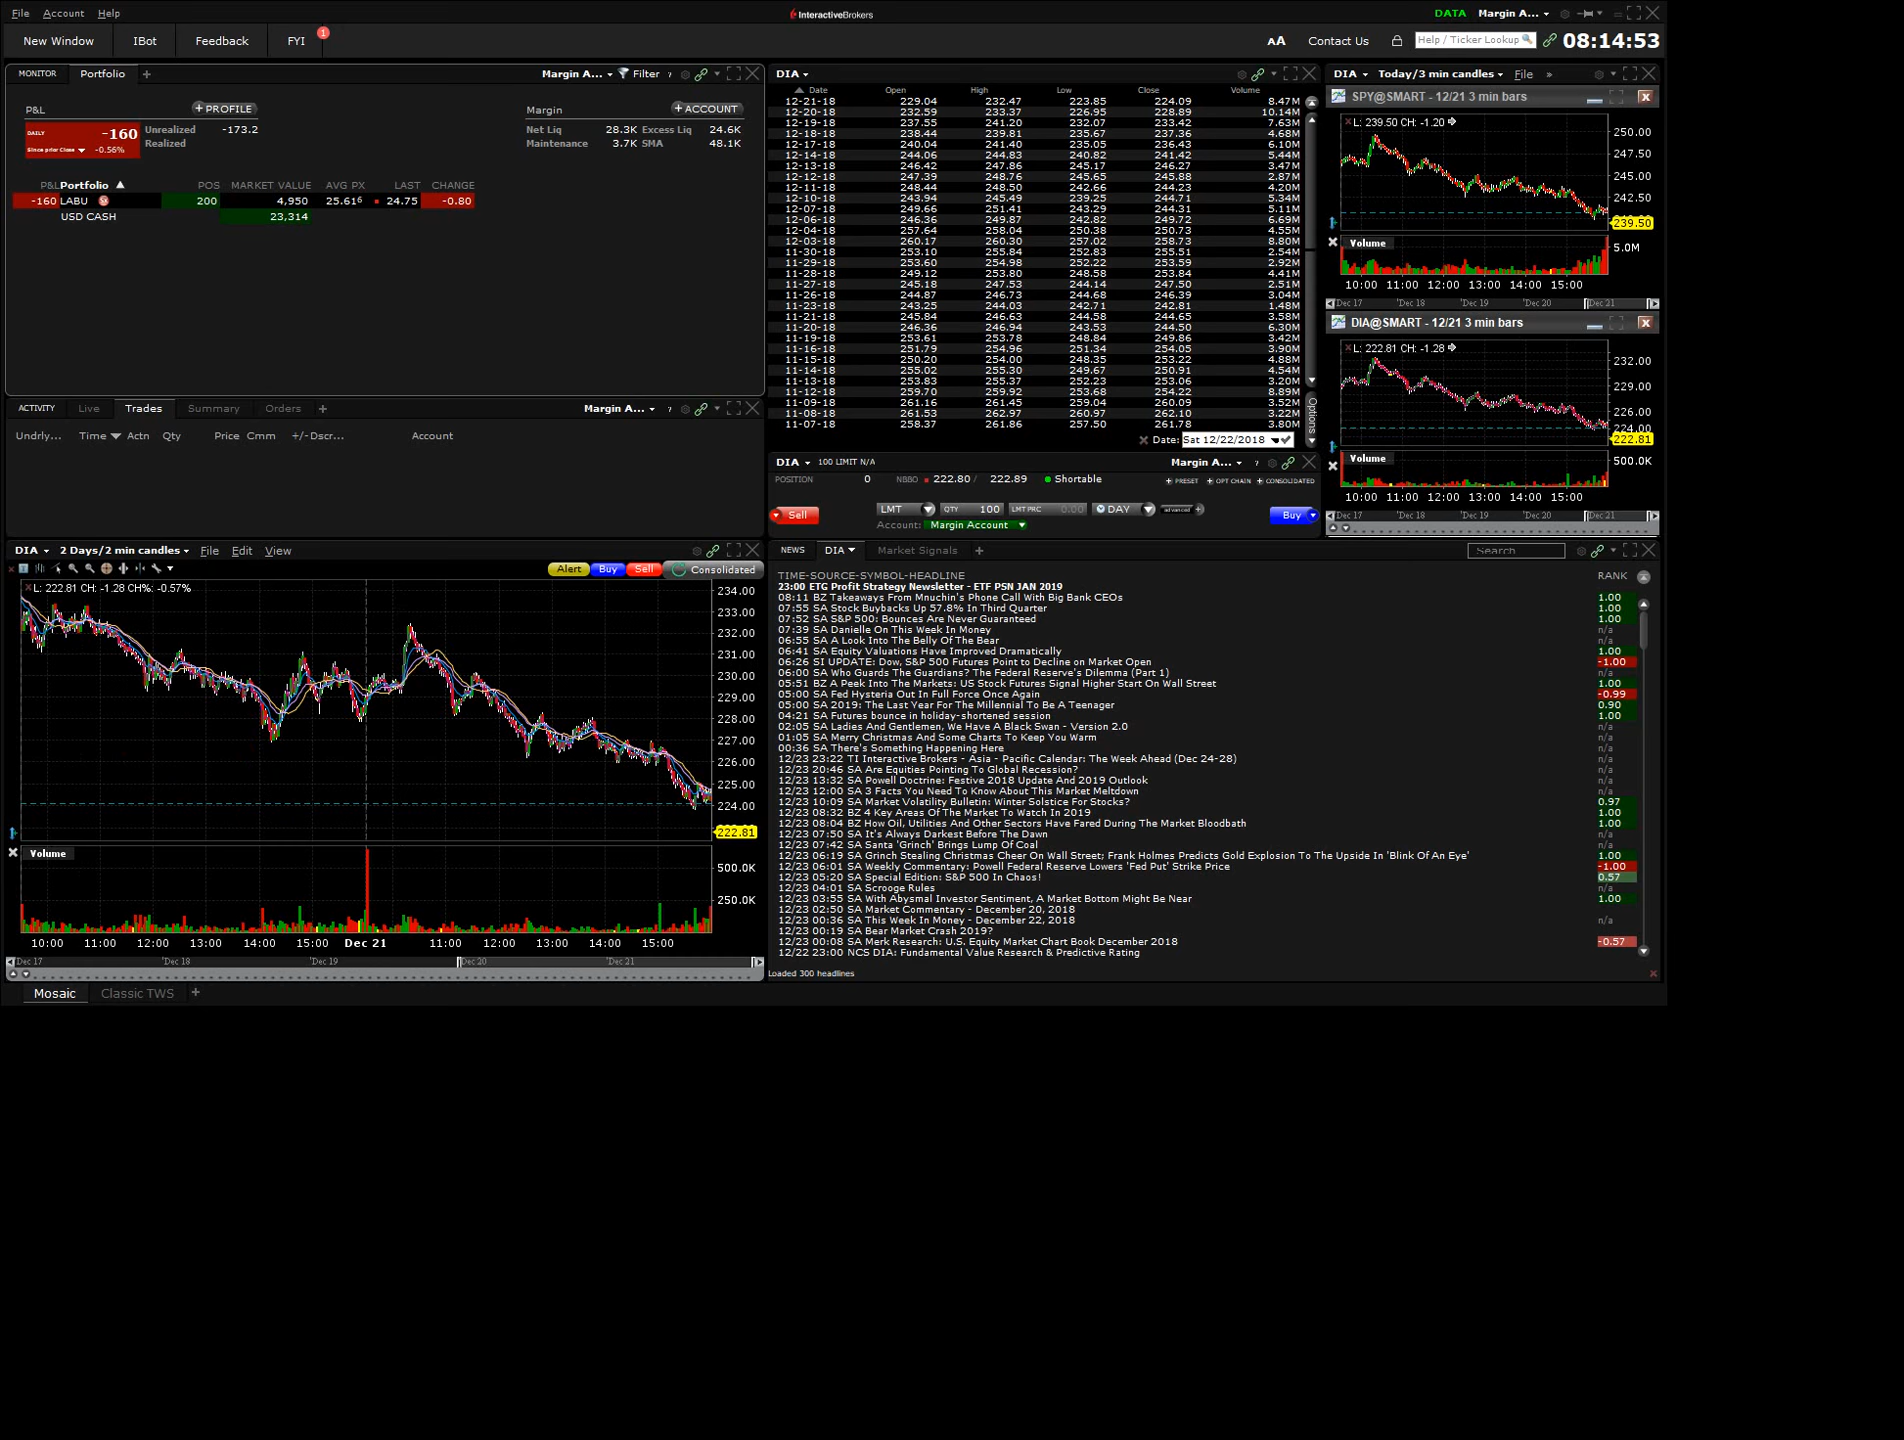 File Account Help
InteractiveBrokers
DATA Margin A...
New Window IBot Feedback FYI 1
AA Contact Us Help / Ticker Lookup 08:14:53
MONITOR Portfolio + Margin A... Filter ?
P&L +PROFILE Margin +ACCOUNT
DAILY -160 Unrealized -173.2 Net Liq 28.3K Excess Liq 24.6K
Since prior Close -0.56% Realized Maintenance 3.7K SMA 48.1K
P&L Portfolio POS MARKET VALUE AVG PX LAST CHANGE
-160 LABU 200 4,950 25.616 24.75 -0.80
USD CASH 23,314
ACTIVITY Live Trades Summary Orders + Margin A... ?
Undrly... Time Actn Qty Price Cmm +/- Dscr... Account
DIA
Date Open High Low Close Volume
12-21-18 229.04 232.47 223.85 224.09 8.47M
12-20-18 232.59 233.37 226.95 228.89 10.14M
12-19-18 237.55 241.20 232.07 233.42 7.63M
12-18-18 238.44 239.81 235.67 237.36 4.68M
12-17-18 240.04 241.40 235.05 236.43 6.10M
12-14-18 244.06 244.83 240.82 241.42 5.44M
12-13-18 246.42 247.86 245.17 246.27 3.47M
12-12-18 247.39 248.76 245.65 245.88 2.87M
12-11-18 248.44 248.50 242.66 244.23 4.20M
12-10-18 243.94 245.49 239.25 244.71 5.34M
12-07-18 249.66 251.41 243.29 244.31 5.11M
12-06-18 246.36 249.87 242.82 249.72 6.69M
12-04-18 257.64 258.04 250.38 250.73 4.55M
12-03-18 260.17 260.30 257.02 258.73 8.80M
11-30-18 253.10 255.84 252.83 255.51 2.54M
11-29-18 253.60 254.98 252.22 253.59 2.92M
11-28-18 249.12 253.80 248.58 253.84 4.41M
11-27-18 245.18 247.53 244.14 247.50 2.51M
11-26-18 244.87 246.73 244.68 246.39 3.04M
11-23-18 243.25 244.03 242.71 242.81 1.48M
11-21-18 245.84 246.63 244.58 244.65 3.58M
11-20-18 246.36 246.94 243.53 244.50 6.30M
11-19-18 253.61 253.78 248.84 249.86 3.42M
11-16-18 251.79 254.96 251.34 254.05 3.90M
11-15-18 250.20 254.00 248.35 253.22 4.88M
11-14-18 255.02 255.30 249.67 250.91 4.54M
11-13-18 253.83 255.37 252.23 253.06 3.20M
11-12-18 259.70 259.92 253.68 254.22 8.89M
11-09-18 261.16 261.45 259.04 260.09 3.52M
11-08-18 261.53 262.97 260.97 262.10 3.22M
11-07-18 258.37 261.86 257.50 261.78 3.80M
Options
Date: Sat 12/22/2018
DIA 100 LIMIT N/A Margin A... ?
POSITION 0 NBBO 222.80 / 222.89 Shortable + PRESET + OPT CHAIN + CONSOLIDATED
Sell LMT QTY 100 LMT PRC 0.00 DAY advanced + Buy
Account: Margin Account
DIA Today/3 min candles File »
SPY@SMART - 12/21 3 min bars
L: 239.50 CH: -1.20
250.00
247.50
245.00
242.50
239.50
Volume
5.0M
10:00 11:00 12:00 13:00 14:00 15:00
Dec 17 Dec 18 Dec 19 Dec 20 Dec 21
DIA@SMART - 12/21 3 min bars
L: 222.81 CH: -1.28
232.00
229.00
226.00
224.00
222.81
Volume
500.0K
10:00 11:00 12:00 13:00 14:00 15:00
Dec 17 Dec 18 Dec 19 Dec 20 Dec 21
DIA 2 Days/2 min candles File Edit View
Alert Buy Sell Consolidated
L: 222.81 CH: -1.28 CH%: -0.57%
234.00
233.00
232.00
231.00
230.00
229.00
228.00
227.00
226.00
225.00
224.00
222.81
Volume
500.0K
250.0K
10:00 11:00 12:00 13:00 14:00 15:00 Dec 21 11:00 12:00 13:00 14:00 15:00
Dec 17 Dec 18 Dec 19 Dec 20 Dec 21
NEWS DIA Market Signals + Search
TIME-SOURCE-SYMBOL-HEADLINE RANK
23:00 ETG Profit Strategy Newsletter - ETF PSN JAN 2019
08:11 BZ Takeaways From Mnuchin's Phone Call With Big Bank CEOs 1.00
07:55 SA Stock Buybacks Up 57.8% In Third Quarter 1.00
07:52 SA S&P 500: Bounces Are Never Guaranteed 1.00
07:39 SA Danielle On This Week In Money n/a
06:55 SA A Look Into The Belly Of The Bear n/a
06:41 SA Equity Valuations Have Improved Dramatically 1.00
06:26 SI UPDATE: Dow, S&P 500 Futures Point to Decline on Market Open -1.00
06:00 SA Who Guards The Guardians? The Federal Reserve's Dilemma (Part 1) n/a
05:51 BZ A Peek Into The Markets: US Stock Futures Signal Higher Start On Wall Street 1.00
05:00 SA Fed Hysteria Out In Full Force Once Again -0.99
05:00 SA 2019: The Last Year For The Millennial To Be A Teenager 0.90
04:21 SA Futures bounce in holiday-shortened session 1.00
02:05 SA Ladies And Gentlemen, We Have A Black Swan - Version 2.0 n/a
01:05 SA Merry Christmas And Some Charts To Keep You Warm n/a
00:36 SA There's Something Happening Here n/a
12/23 23:22 TI Interactive Brokers - Asia - Pacific Calendar: The Week Ahead (Dec 24-28) n/a
12/23 20:46 SA Are Equities Pointing To Global Recession? n/a
12/23 13:32 SA Powell Doctrine: Festive 2018 Update And 2019 Outlook n/a
12/23 12:00 SA 3 Facts You Need To Know About This Market Meltdown n/a
12/23 10:09 SA Market Volatility Bulletin: Winter Solstice For Stocks? 0.97
12/23 08:32 BZ 4 Key Areas Of The Market To Watch In 2019 1.00
12/23 08:04 BZ How Oil, Utilities And Other Sectors Have Fared During The Market Bloodbath 1.00
12/23 07:50 SA It's Always Darkest Before The Dawn n/a
12/23 07:42 SA Santa 'Grinch' Brings Lump Of Coal n/a
12/23 06:19 SA Grinch Stealing Christmas Cheer On Wall Street; Frank Holmes Predicts Gold Explosion To The Upside In 'Blink Of An Eye' 1.00
12/23 06:01 SA Weekly Commentary: Powell Federal Reserve Lowers 'Fed Put' Strike Price -1.00
12/23 05:20 SA Special Edition: S&P 500 In Chaos! 0.57
12/23 04:01 SA Scrooge Rules n/a
12/23 03:55 SA With Abysmal Investor Sentiment, A Market Bottom Might Be Near 1.00
12/23 02:50 SA Market Commentary - December 20, 2018
12/23 00:36 SA This Week In Money - December 22, 2018 n/a
12/23 00:19 SA Bear Market Crash 2019?
12/23 00:08 SA Merk Research: U.S. Equity Market Chart Book December 2018 -0.57
12/22 23:00 NCS DIA: Fundamental Value Research & Predictive Rating
Loaded 300 headlines
Mosaic Classic TWS +